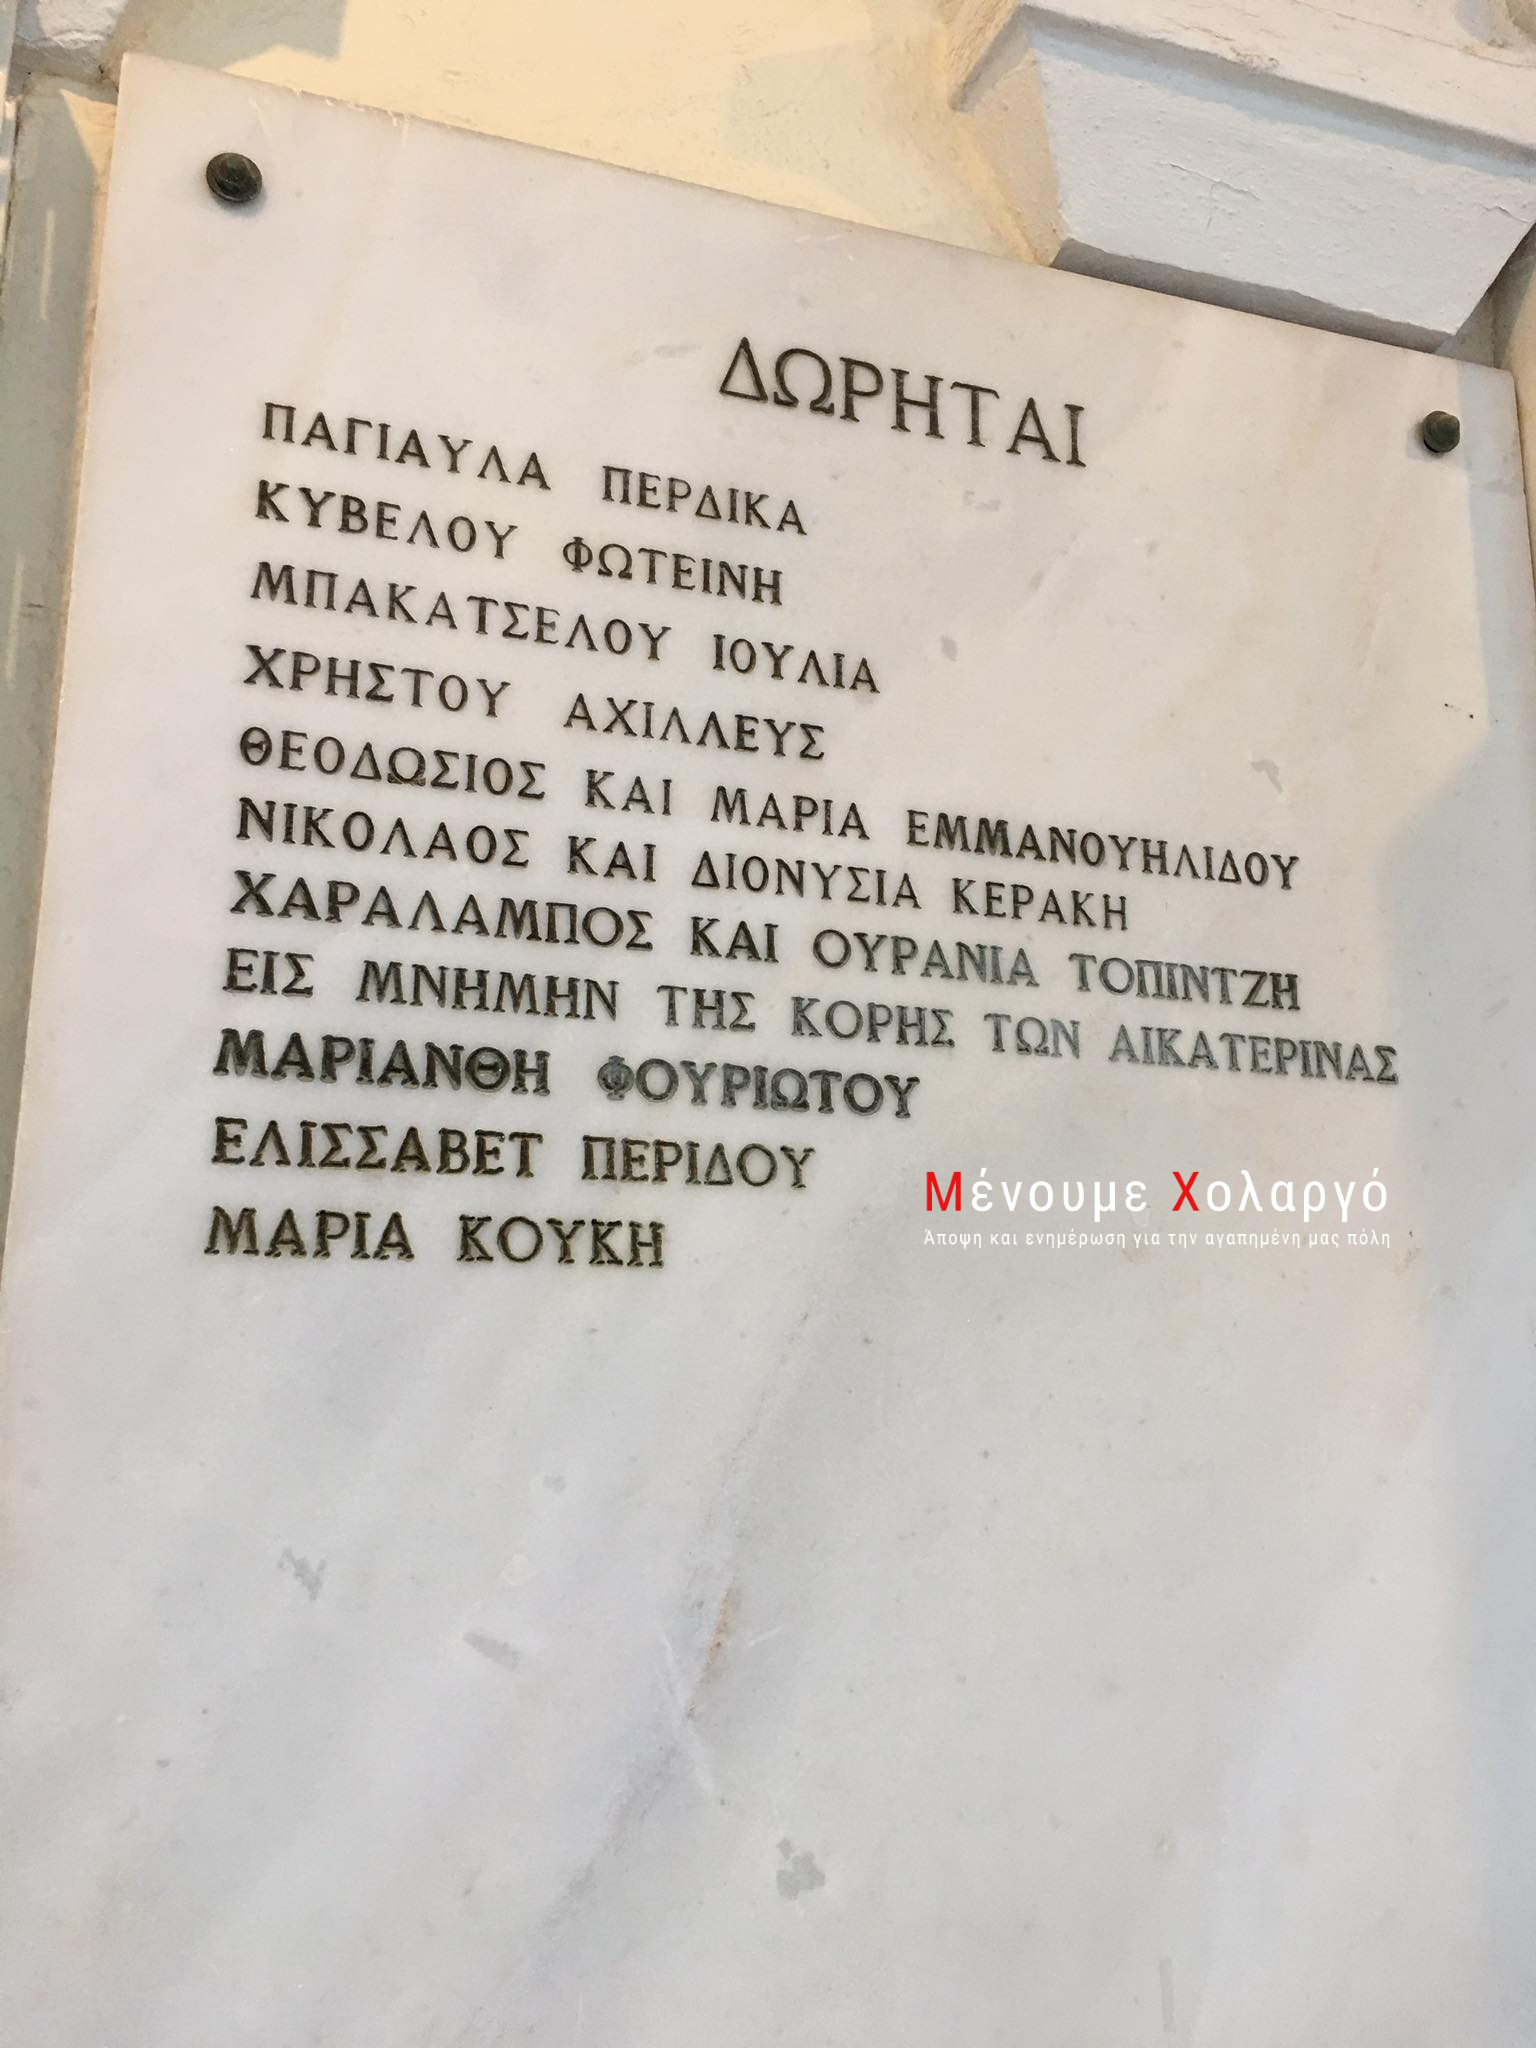 ΔΩΡΗΤΑΙ
ΠΑΓΙΑΥΛΑ ΠΕΡΔΙΚΑ
ΚΥΒΕΛΟΥ ΦΩΤΕΙΝΗ
ΜΠΑΚΑΤΣΕΛΟΥ ΙΟΥΛΙΑ
ΧΡΗΣΤΟΥ ΑΧΙΛΛΕΥΣ
ΘΕΟΔΩΣΙΟΣ ΚΑΙ ΜΑΡΙΑ ΕΜΜΑΝΟΥΗΛΙΔΟΥ
ΝΙΚΟΛΑΟΣ ΚΑΙ ΔΙΟΝΥΣΙΑ ΚΕΡΑΚΗ
ΧΑΡΑΛΑΜΠΟΣ ΚΑΙ ΟΥΡΑΝΙΑ ΤΟΠΙΝΤΖΗ
ΕΙΣ ΜΝΗΜΗΝ ΤΗΣ ΚΟΡΗΣ ΤΩΝ ΑΙΚΑΤΕΡΙΝΑΣ
ΜΑΡΙΑΝΘΗ ΦΟΥΡΙΩΤΟΥ
ΕΛΙΣΣΑΒΕΤ ΠΕΡΙΔΟΥ
ΜΑΡΙΑ ΚΟΥΚΗ
Μένουμε Χολαργό
Άποψη και ενημέρωση για την αγαπημένη μας πόλη